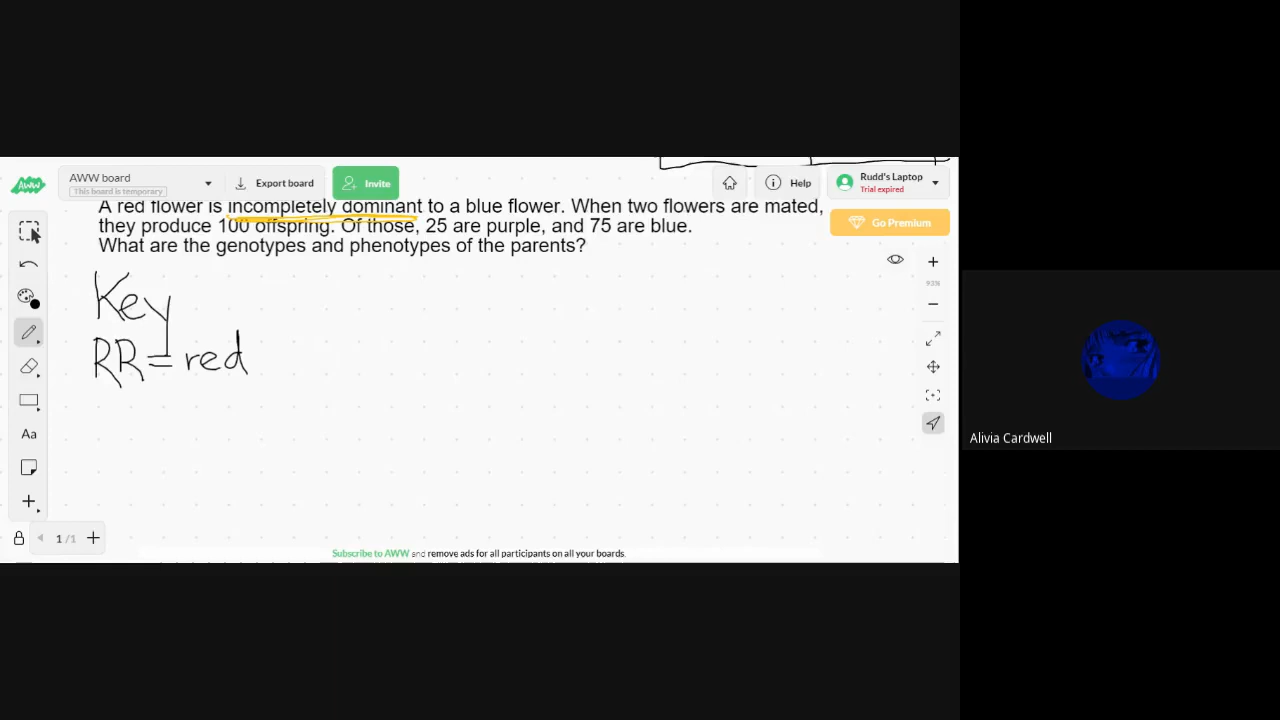 AWW board
This board is temporary
Export board
Invite
Help
Rudd's Laptop
Trial expired
AWW
Go Premium
A red flower is incompletely dominant to a blue flower. When two flowers are mated,
they produce 100 offspring. Of those, 25 are purple, and 75 are blue.
What are the genotypes and phenotypes of the parents?
93%
Key
RR = red
Aa
Alivia Cardwell
1 / 1
Subscribe to AWW and remove ads for all participants on all your boards.